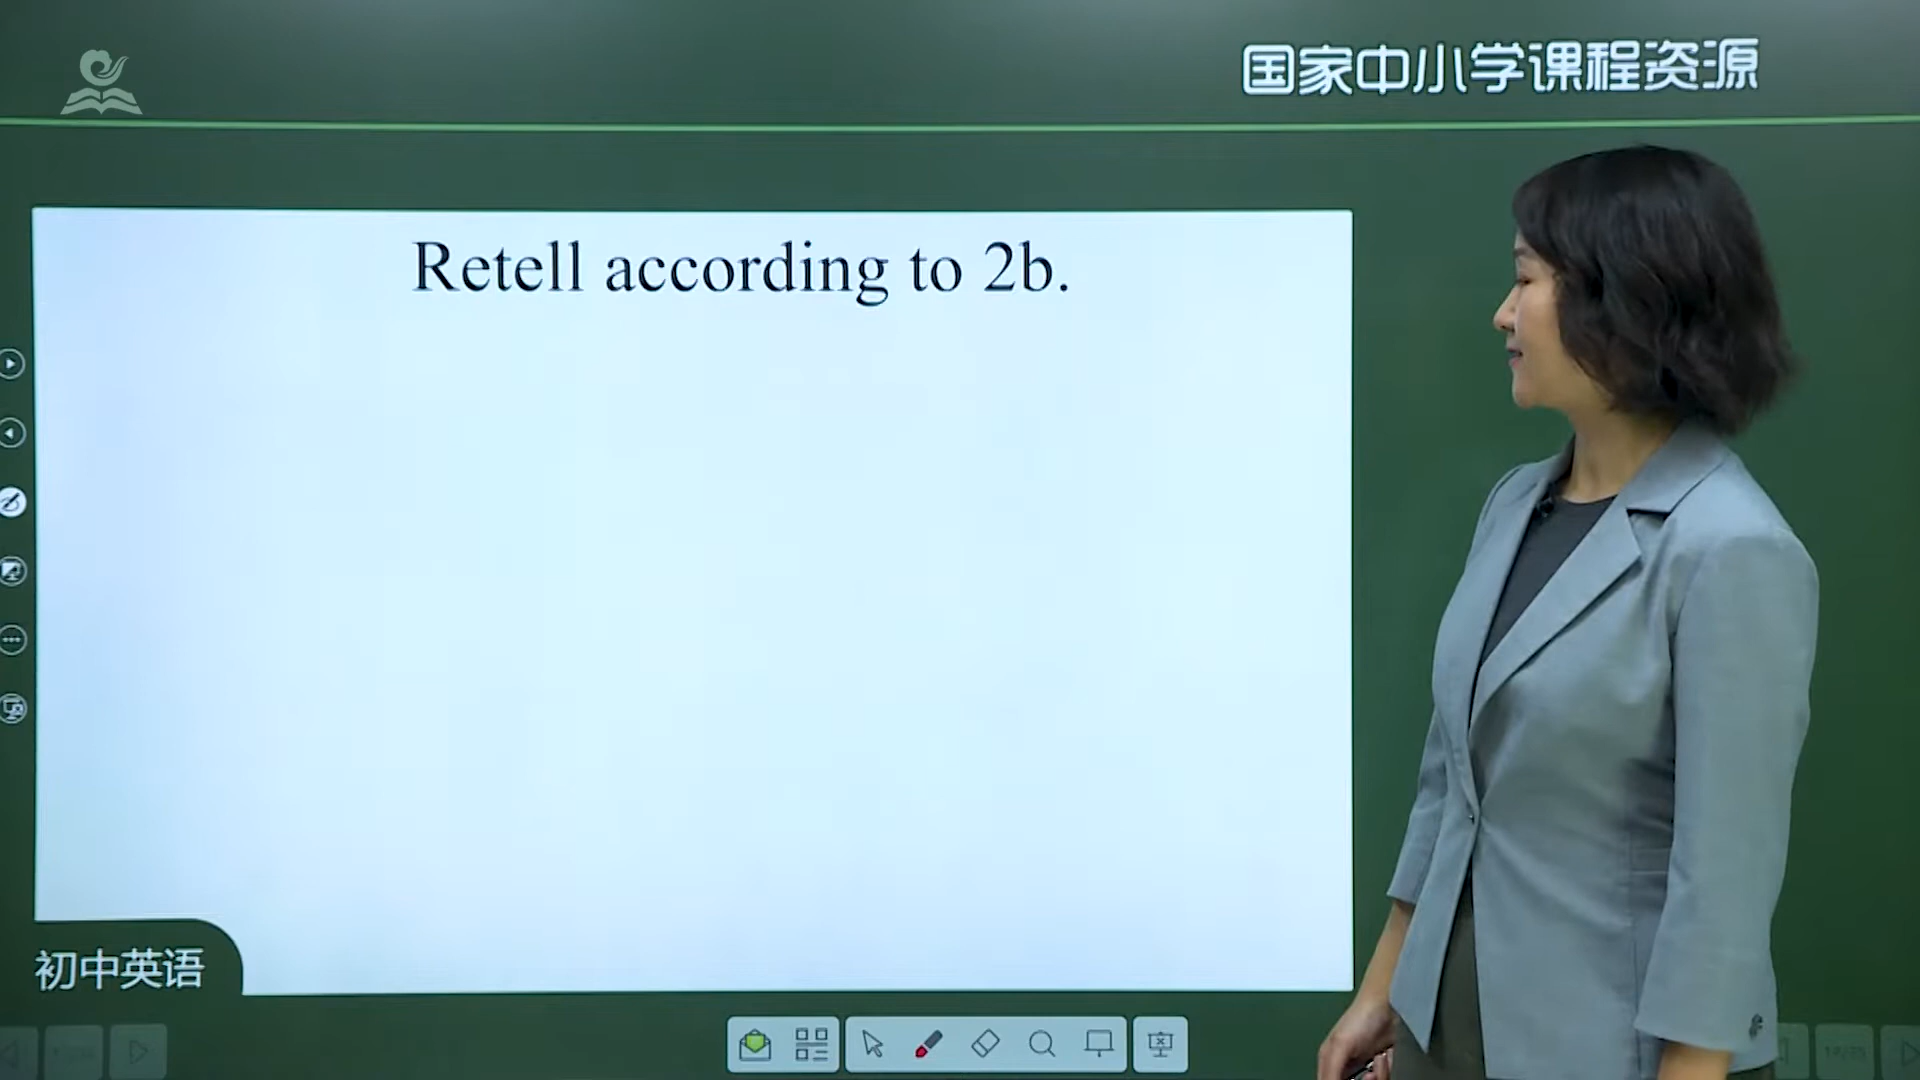 国家中小学课程资源
Retell according to 2b.
初中英语